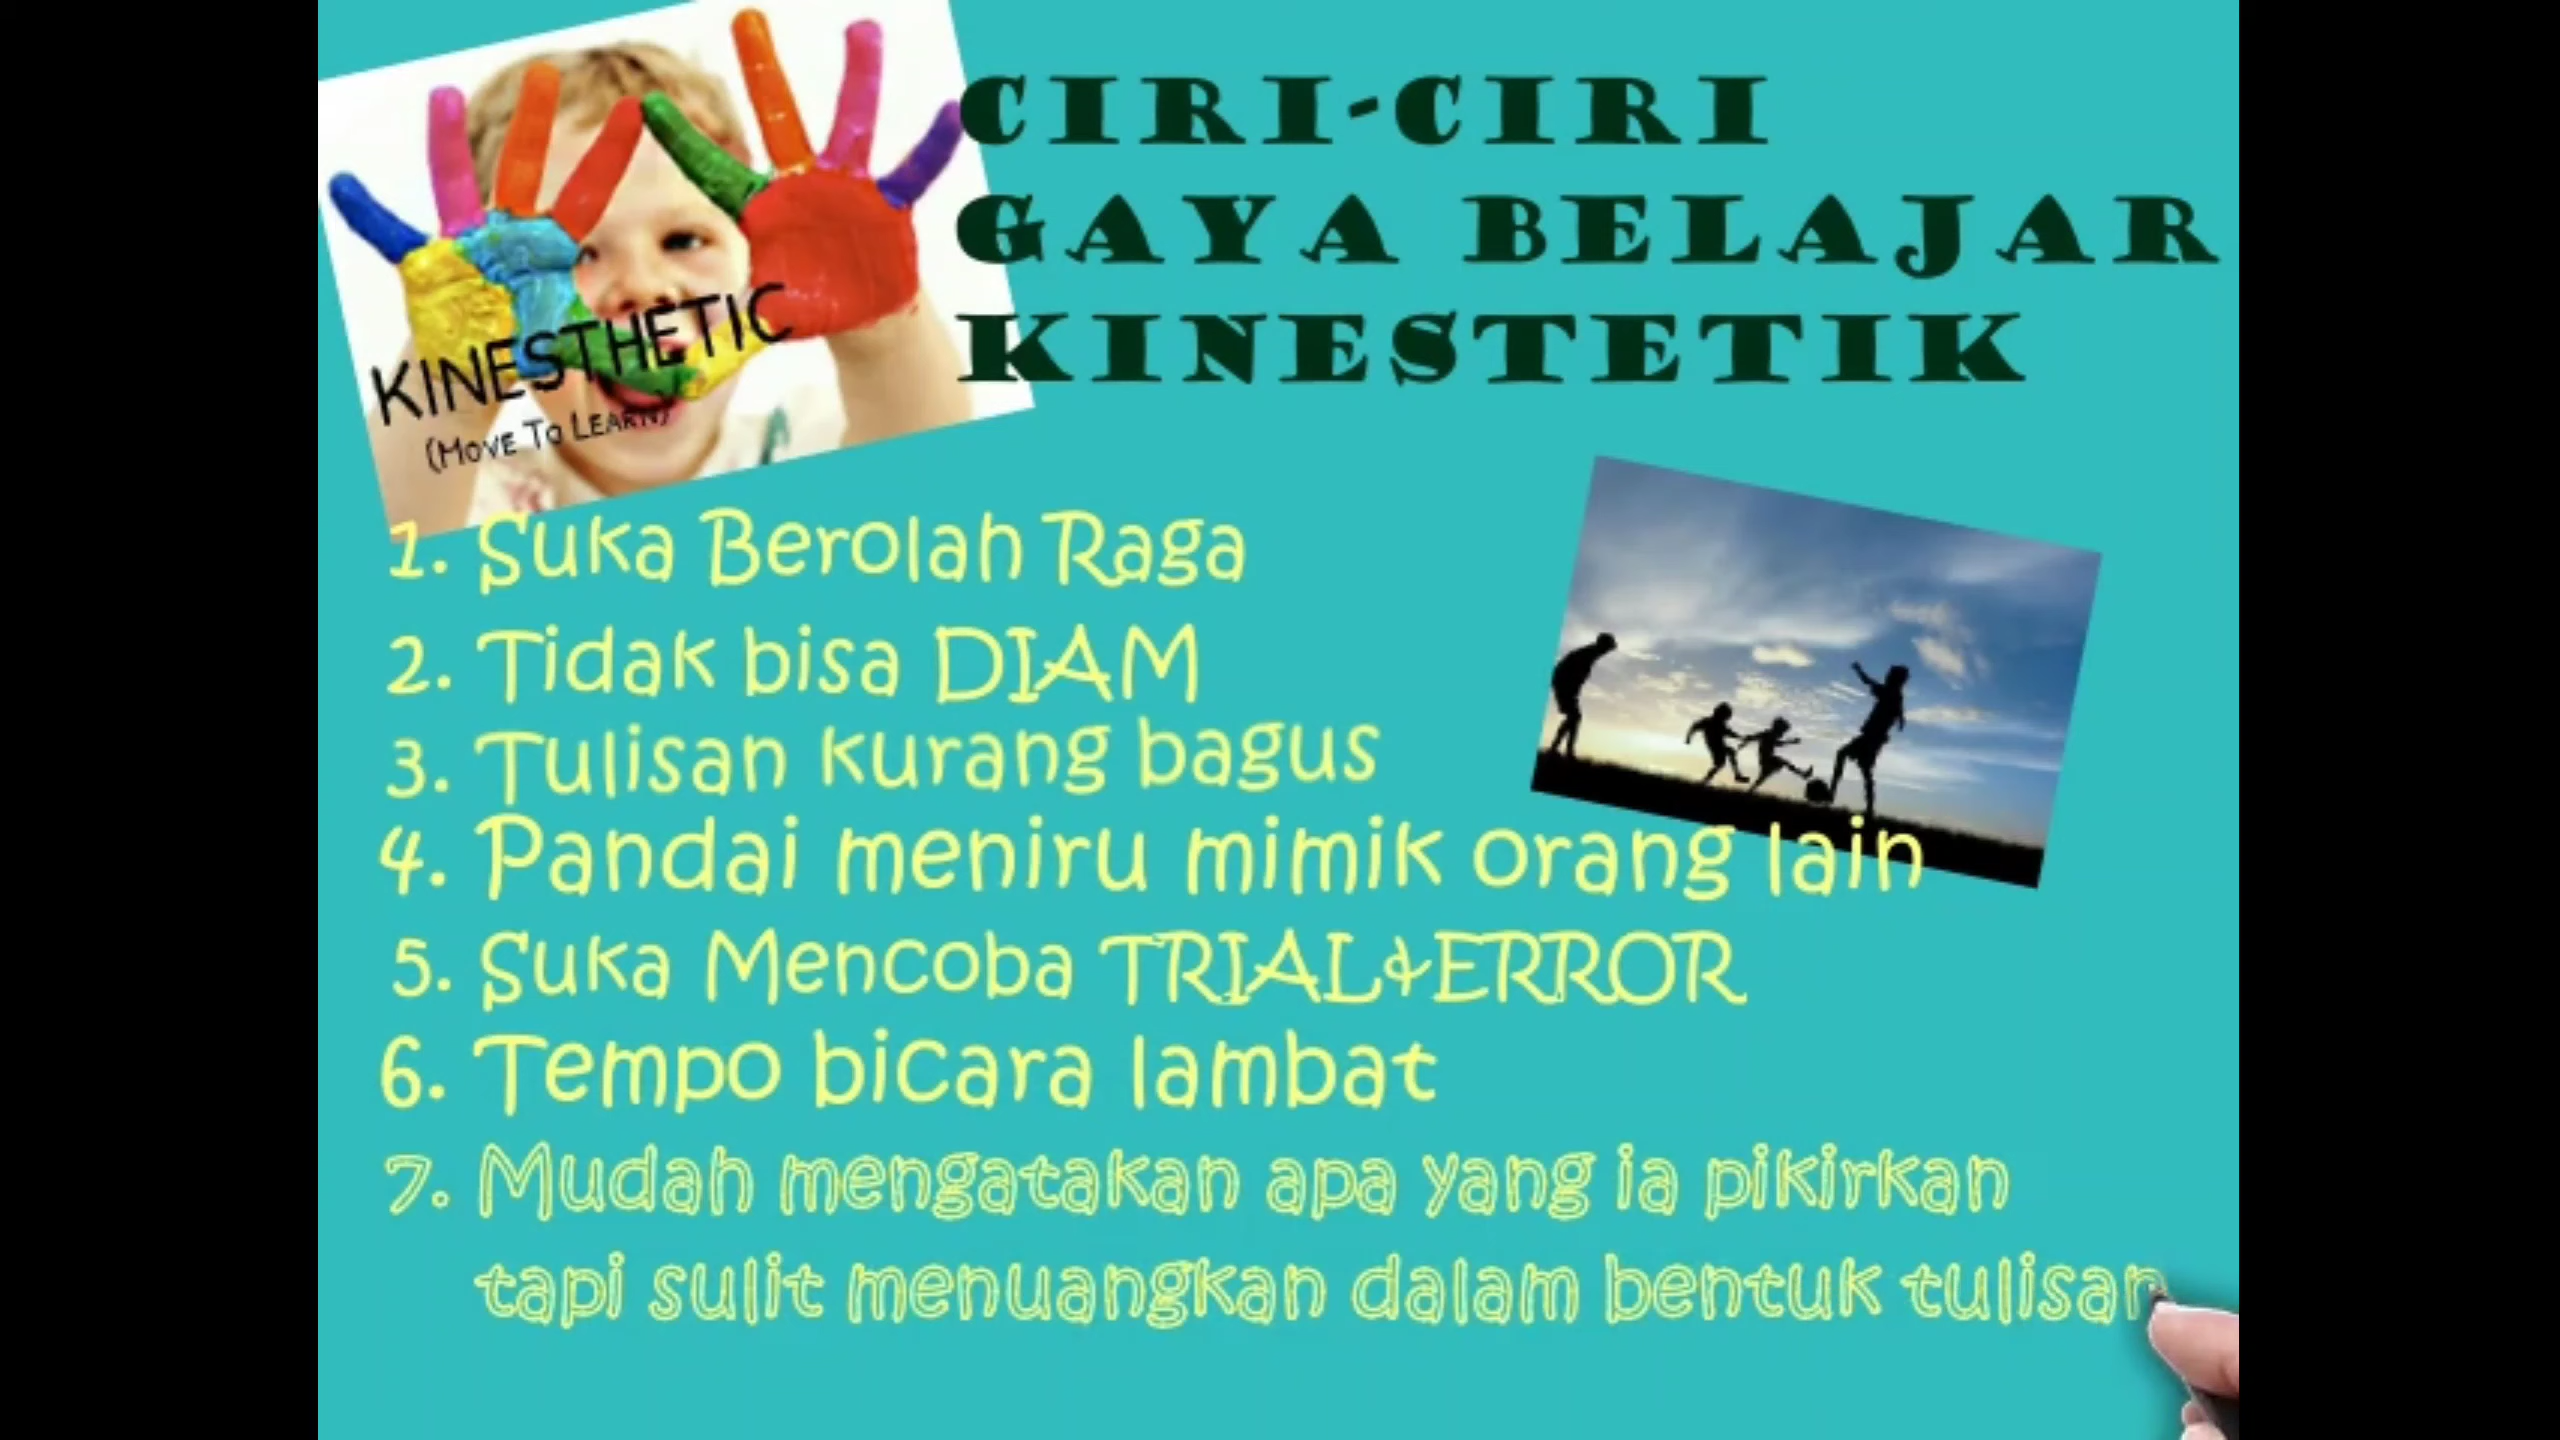 CIRI-CIRI
GAYA BELAJAR
KINESTETIK
KINESTHETIC
(MOVE TO LEARN)
1. Suka Berolah Raga
2. Tidak bisa DIAM
3. Tulisan kurang bagus
4. Pandai meniru mimik orang lain
5. Suka Mencoba TRIAL&ERROR
6. Tempo bicara lambat
7. Mudah mengatakan apa yang ia pikirkan
tapi sulit menuangkan dalam bentuk tulisan